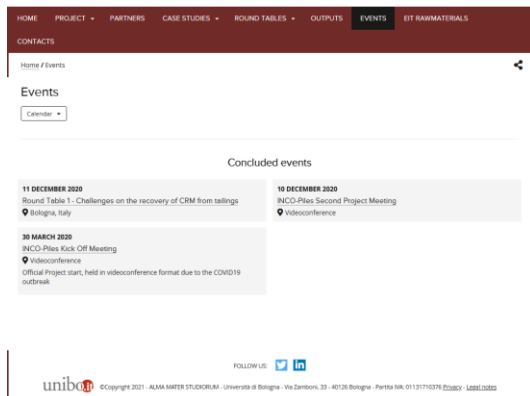 HOME PROJECT PARTNERS CASE STUDIES ROUND TABLES OUTPUTS EVENTS EIT RAWMATERIALS
CONTACTS
Home / Events
Events
Calendar
Concluded events
11 DECEMBER 2020
Round Table 1 - Challenges on the recovery of CRM from tailings
Bologna, Italy
10 DECEMBER 2020
INCO-Piles Second Project Meeting
Videoconference
30 MARCH 2020
INCO-Piles Kick Off Meeting
Videoconference
Official Project start, held in videoconference format due to the COVID19
outbreak
FOLLOW US:
unibo.it
©Copyright 2021 - ALMA MATER STUDIORUM - Università di Bologna - Via Zamboni, 33 - 40126 Bologna - Partita IVA: 01131710376 Privacy - Legal notes